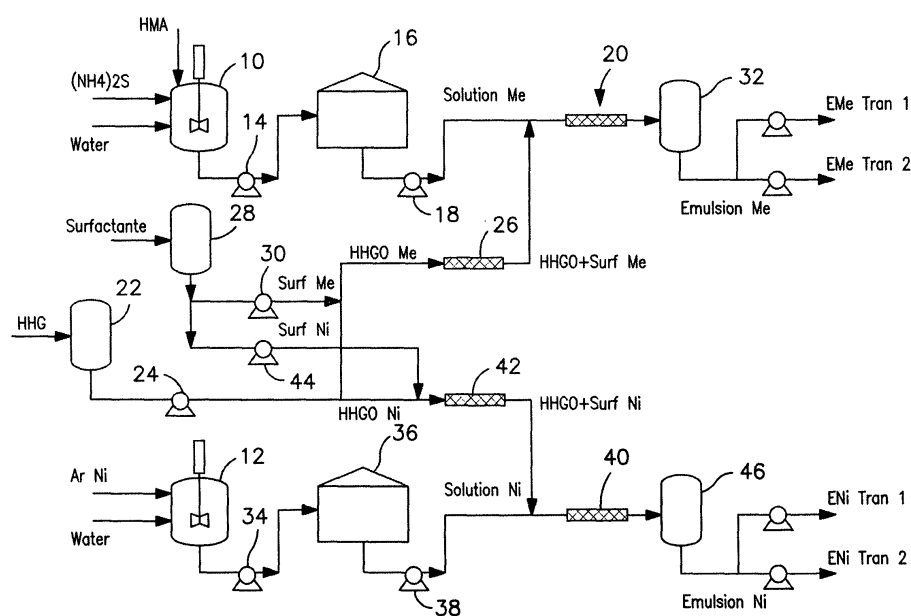 HMA
10
16
20
32
(NH4)2S
Solution Me
EMe Tran 1
Water
14
EMe Tran 2
18
Emulsion Me
28
26
Surfactante
HHGO Me
HHGO+Surf Me
30
Surf Me
22
HHG
Surf Ni
44
24
42
HHGO Ni
HHGO+Surf Ni
12
36
40
46
Ar Ni
Solution Ni
ENi Tran 1
Water
34
ENi Tran 2
38
Emulsion Ni